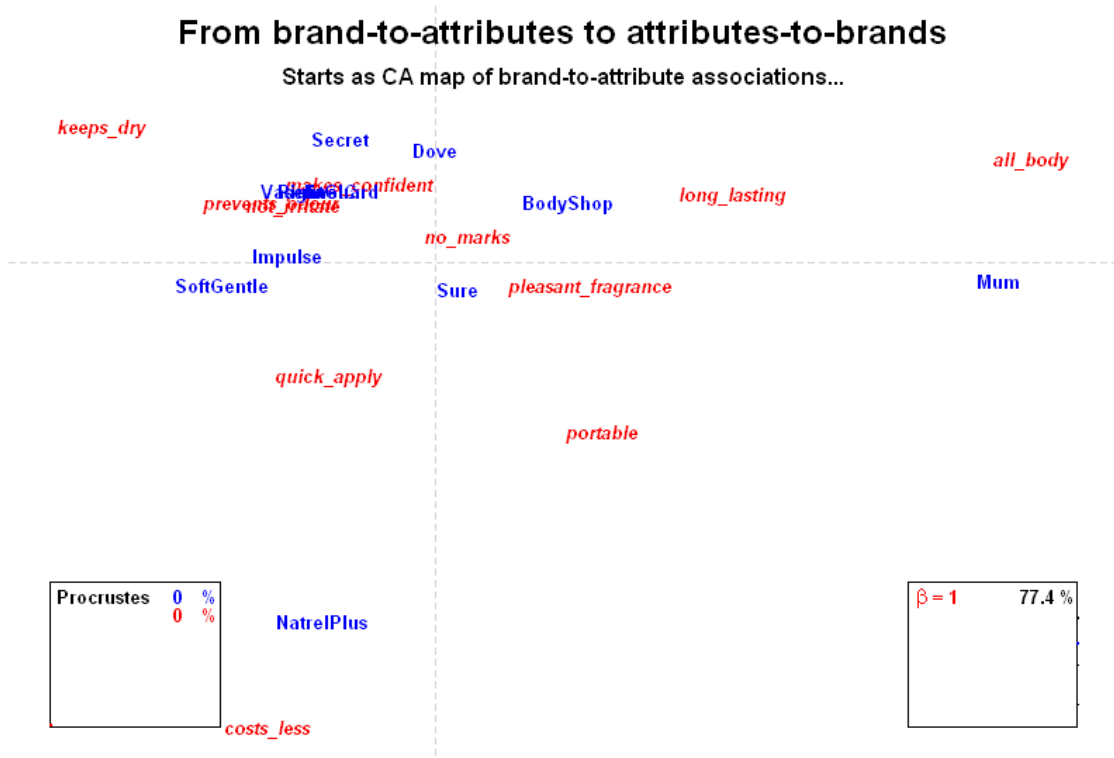 From brand-to-attributes to attributes-to-brands
Starts as CA map of brand-to-attribute associations...
keeps_dry
Secret
Dove
all_body
makes_confident
long_lasting
BodyShop
not_irritate
no_marks
Impulse
SoftGentle
Sure
pleasant_fragrance
Mum
quick_apply
portable
Procrustes 0 %
0 %
β = 1 77.4 %
NatrelPlus
costs_less